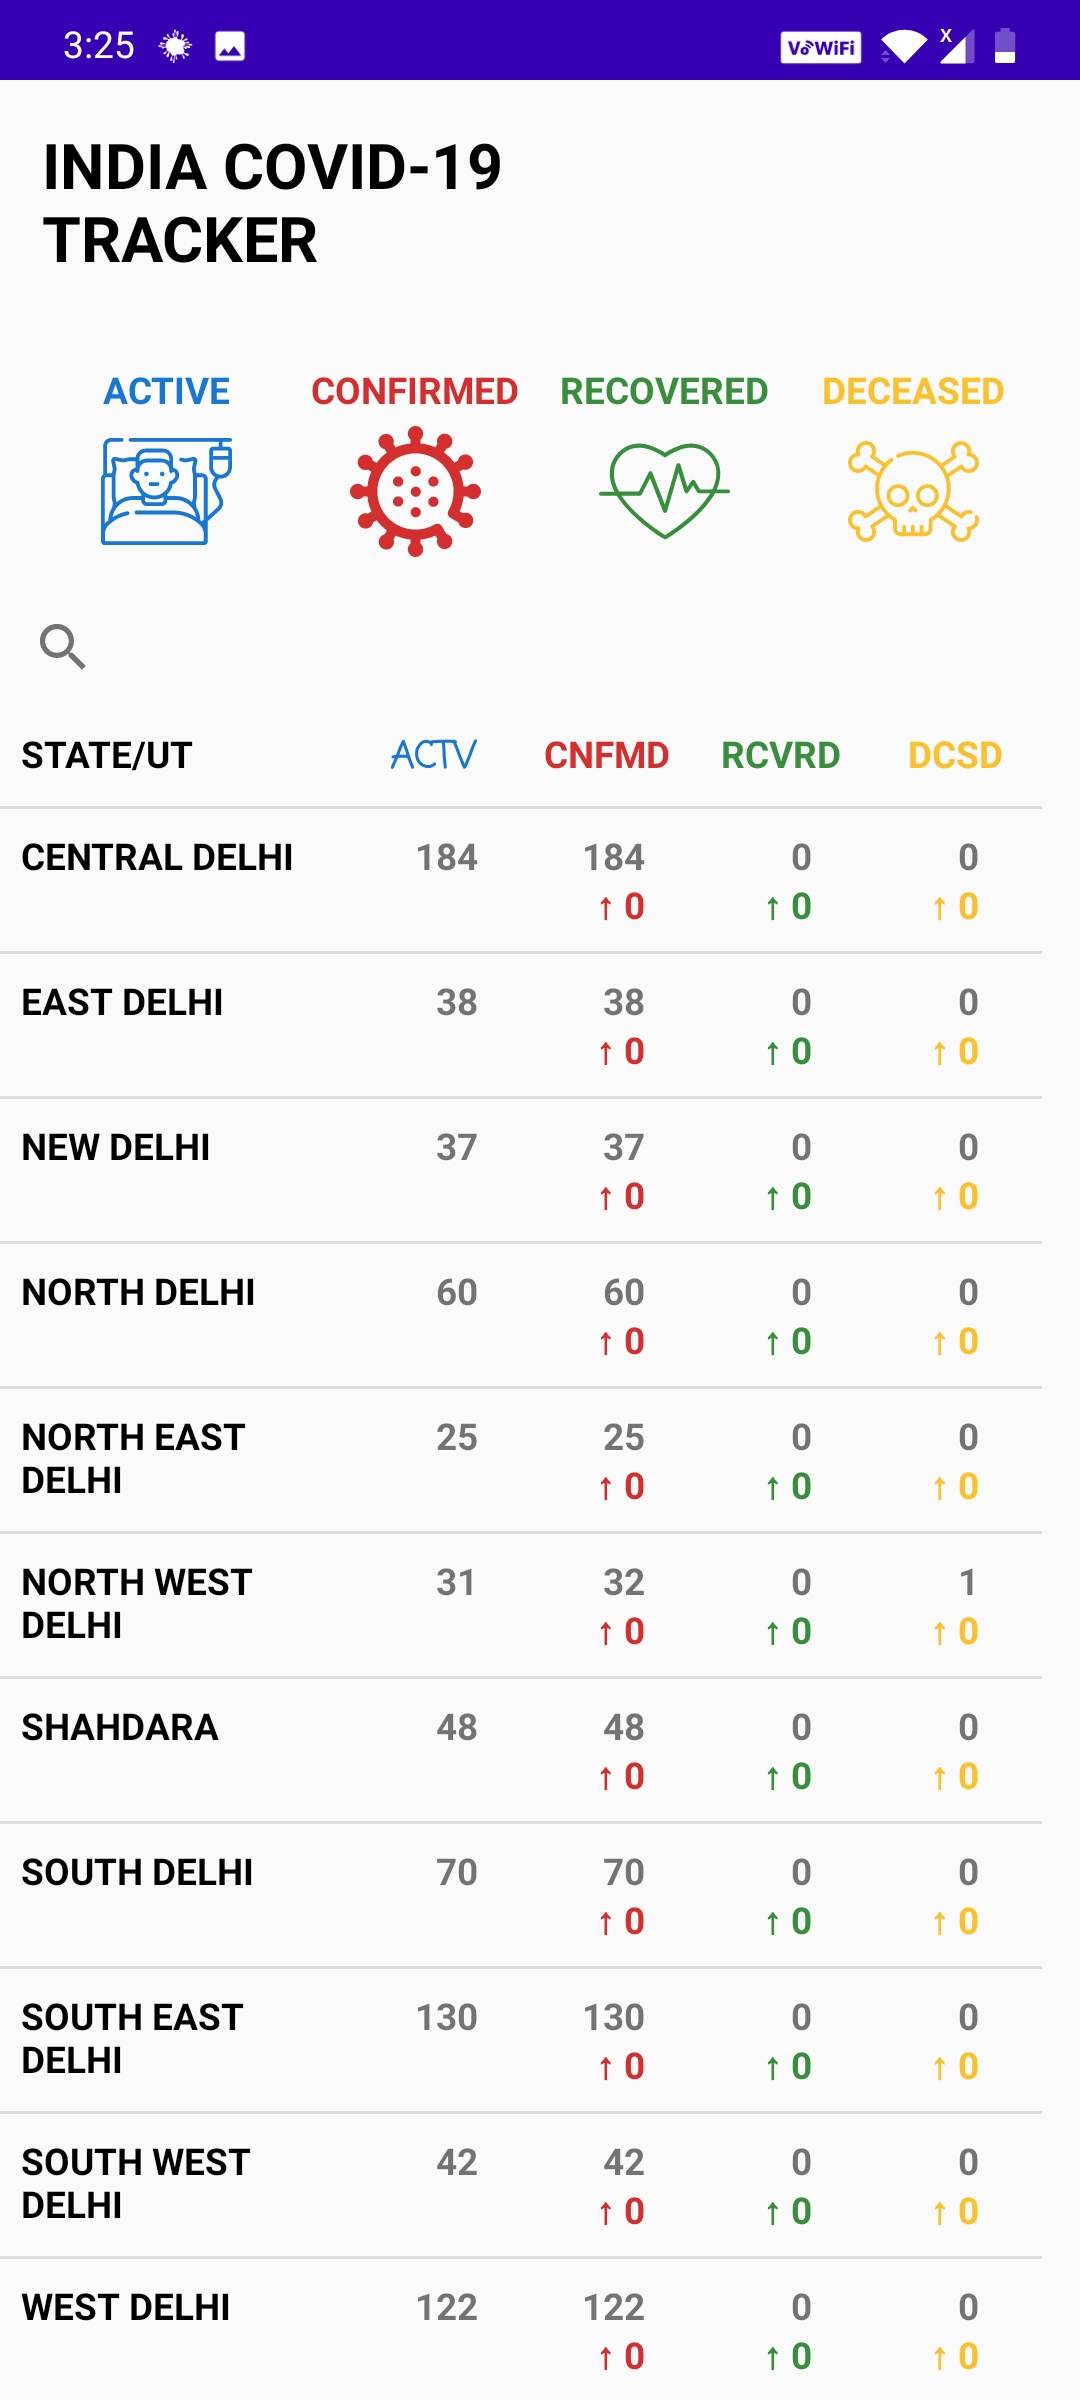 3:25 VoWiFi X
INDIA COVID-19
TRACKER
ACTIVE CONFIRMED RECOVERED DECEASED
STATE/UT ACTV CNFMD RCVRD DCSD
CENTRAL DELHI 184 184 0 0
↑ 0 ↑ 0 ↑ 0
EAST DELHI 38 38 0 0
↑ 0 ↑ 0 ↑ 0
NEW DELHI 37 37 0 0
↑ 0 ↑ 0 ↑ 0
NORTH DELHI 60 60 0 0
↑ 0 ↑ 0 ↑ 0
NORTH EAST 25 25 0 0
DELHI ↑ 0 ↑ 0 ↑ 0
NORTH WEST 31 32 0 1
DELHI ↑ 0 ↑ 0 ↑ 0
SHAHDARA 48 48 0 0
↑ 0 ↑ 0 ↑ 0
SOUTH DELHI 70 70 0 0
↑ 0 ↑ 0 ↑ 0
SOUTH EAST 130 130 0 0
DELHI ↑ 0 ↑ 0 ↑ 0
SOUTH WEST 42 42 0 0
DELHI ↑ 0 ↑ 0 ↑ 0
WEST DELHI 122 122 0 0
↑ 0 ↑ 0 ↑ 0